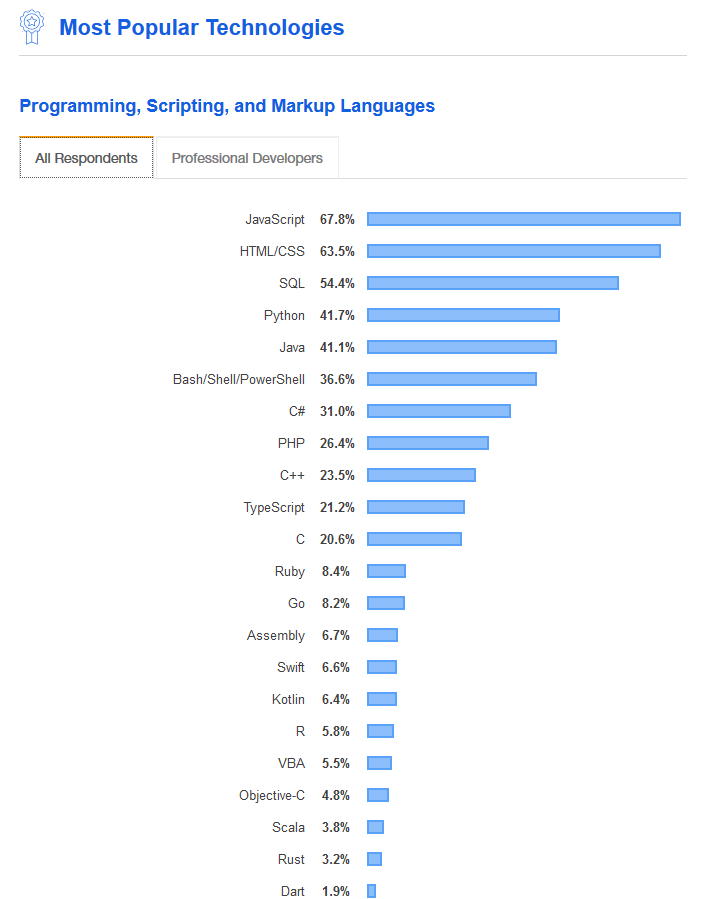 Most Popular Technologies
Programming, Scripting, and Markup Languages
All Respondents Professional Developers
JavaScript 67.8%
HTML/CSS 63.5%
SQL 54.4%
Python 41.7%
Java 41.1%
Bash/Shell/PowerShell 36.6%
C# 31.0%
PHP 26.4%
C++ 23.5%
TypeScript 21.2%
C 20.6%
Ruby 8.4%
Go 8.2%
Assembly 6.7%
Swift 6.6%
Kotlin 6.4%
R 5.8%
VBA 5.5%
Objective-C 4.8%
Scala 3.8%
Rust 3.2%
Dart 1.9%